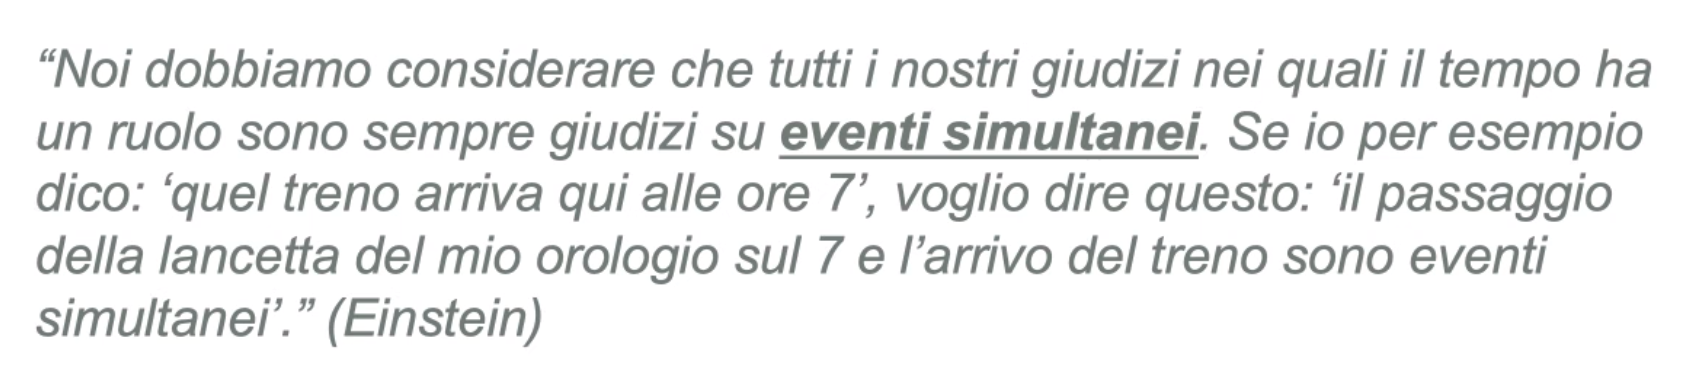 “Noi dobbiamo considerare che tutti i nostri giudizi nei quali il tempo ha
un ruolo sono sempre giudizi su eventi simultanei. Se io per esempio
dico: ‘quel treno arriva qui alle ore 7’, voglio dire questo: ‘il passaggio
della lancetta del mio orologio sul 7 e l’arrivo del treno sono eventi
simultanei’.” (Einstein)